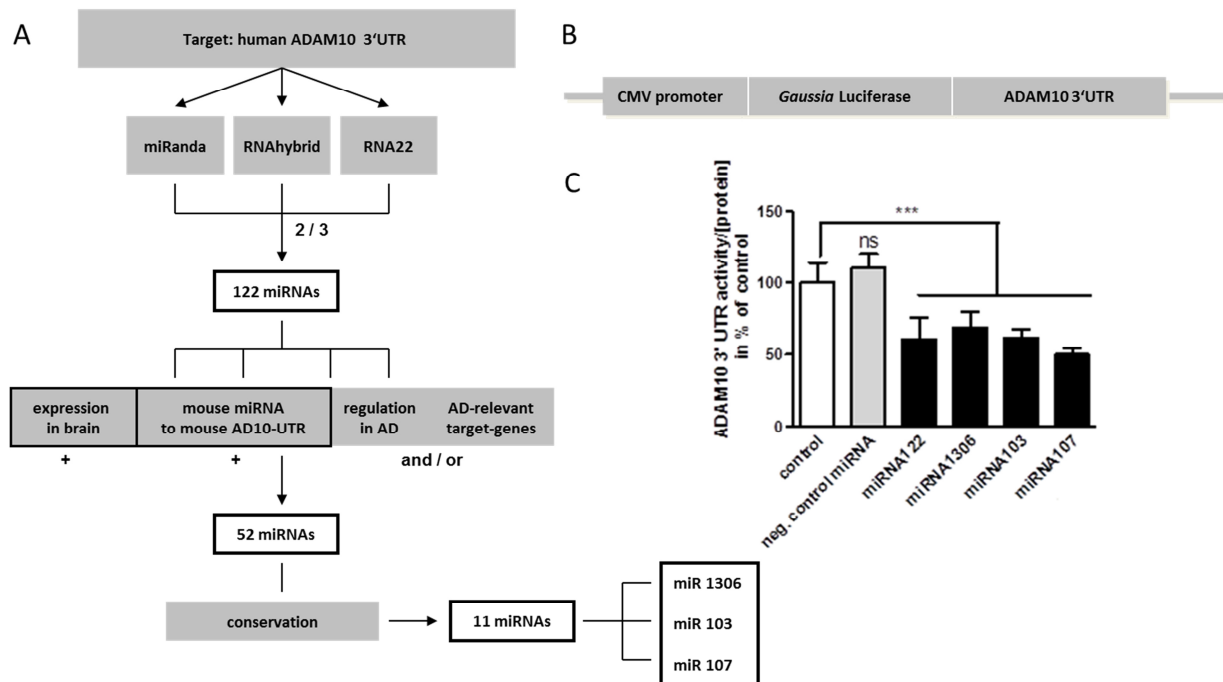 A
Target: human ADAM10 3‘UTR
miRanda
RNAhybrid
RNA22
2 / 3
122 miRNAs
expression
in brain
mouse miRNA
to mouse AD10-UTR
regulation
in AD
AD-relevant
target-genes
+
+
and / or
52 miRNAs
conservation
11 miRNAs
miR 1306
miR 103
miR 107
B
CMV promoter
Gaussia Luciferase
ADAM10 3‘UTR
C
ADAM10 3' UTR activity/[protein]
in % of control
150
100
50
0
***
ns
control
neg. control miRNA
miRNA122
miRNA1306
miRNA103
miRNA107